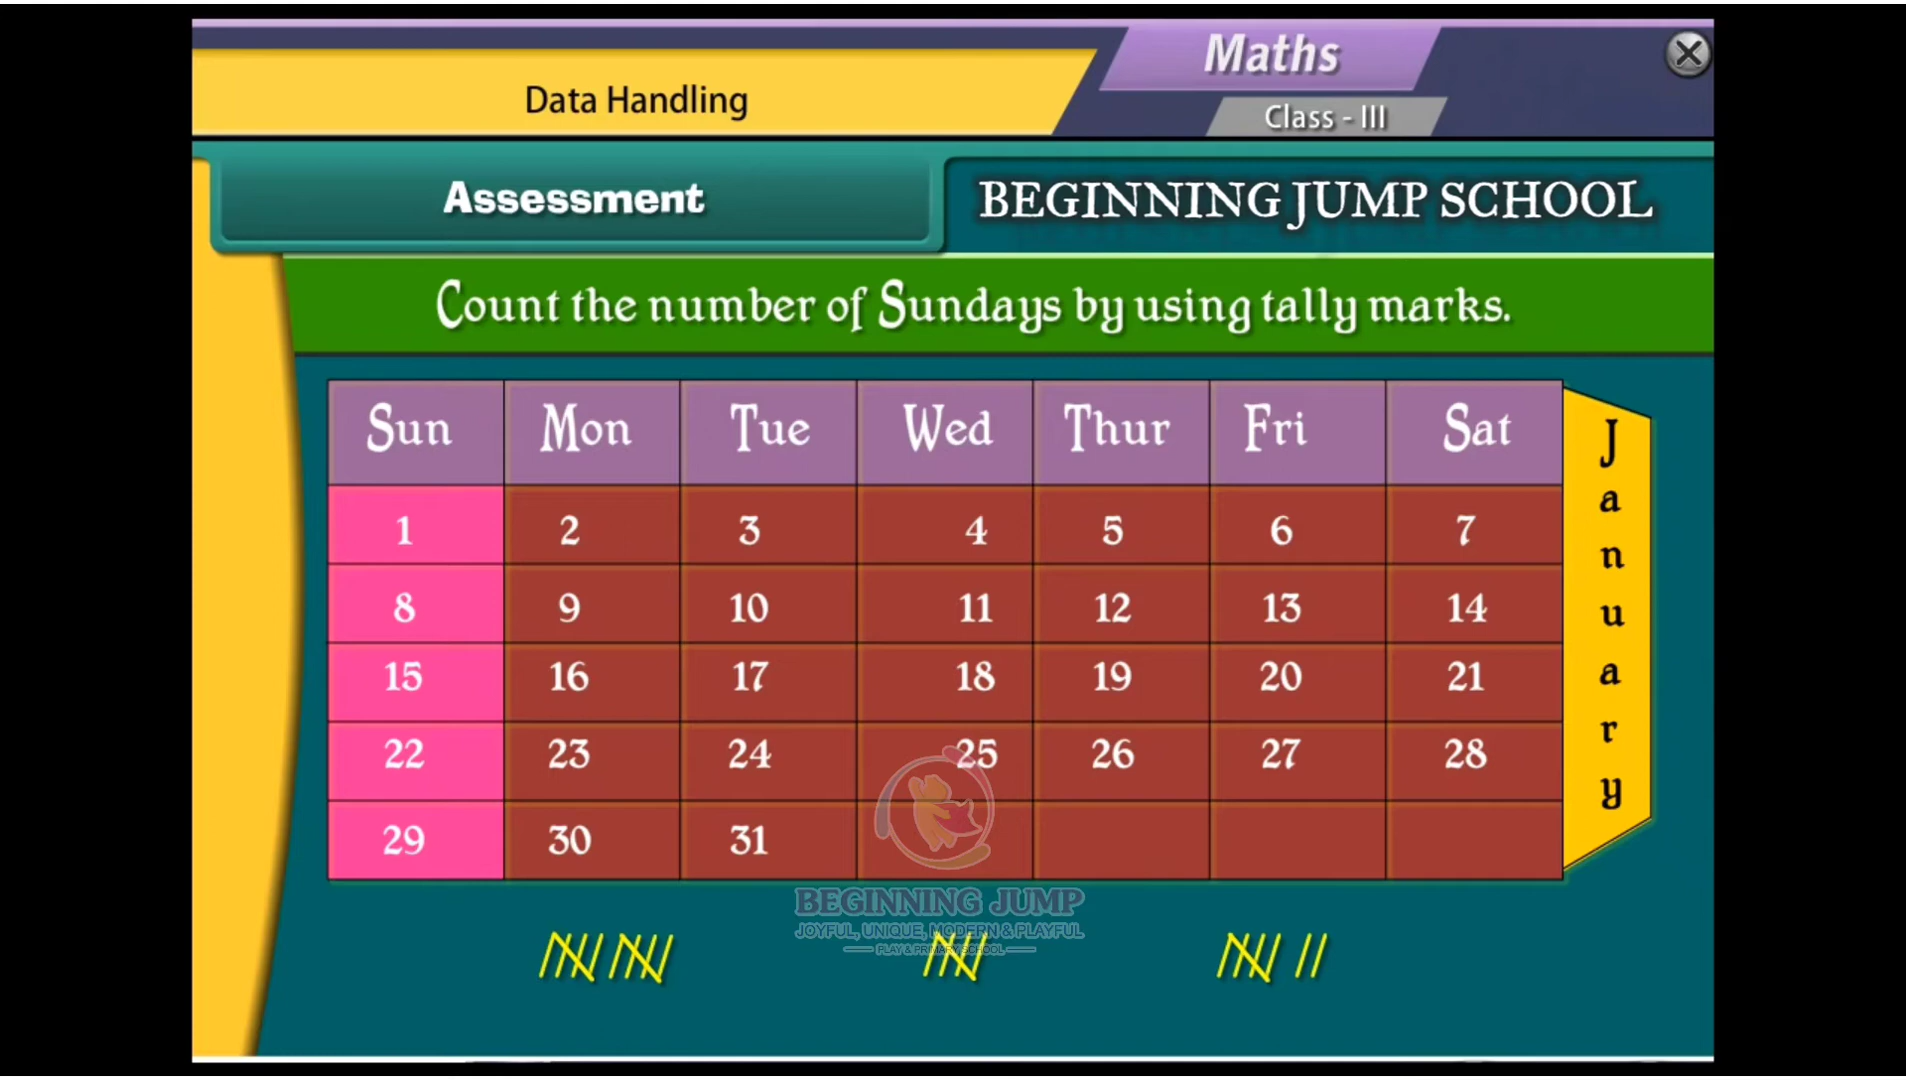 Maths
Data Handling
Class - III
Assessment
BEGINNING JUMP SCHOOL
Count the number of Sundays by using tally marks.
Sun Mon Tue Wed Thur Fri Sat
1 2 3 4 5 6 7
8 9 10 11 12 13 14
15 16 17 18 19 20 21
22 23 24 25 26 27 28
29 30 31
January
BEGINNING JUMP
JOYFUL, UNIQUE, MODERN & PLAYFUL
PLAY & PRIMARY SCHOOL